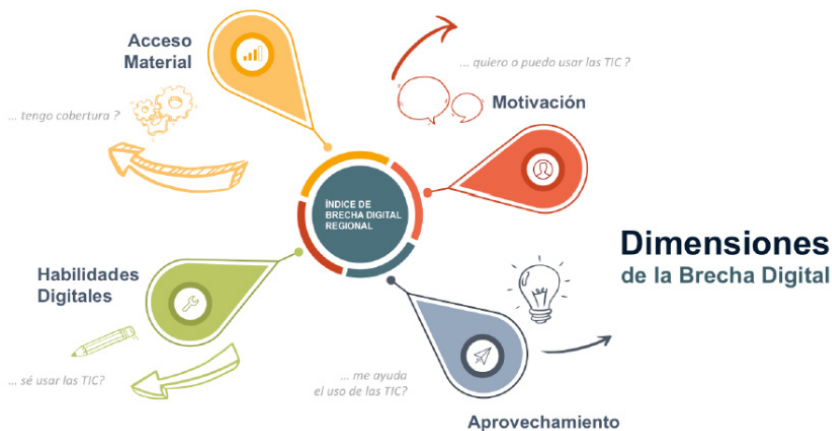 Acceso
Material
... quiero o puedo usar las TIC ?
Motivación
... tengo cobertura ?
ÍNDICE DE
BRECHA DIGITAL
REGIONAL
Dimensiones
de la Brecha Digital
Habilidades
Digitales
... sé usar las TIC?
... me ayuda
el uso de las TIC?
Aprovechamiento